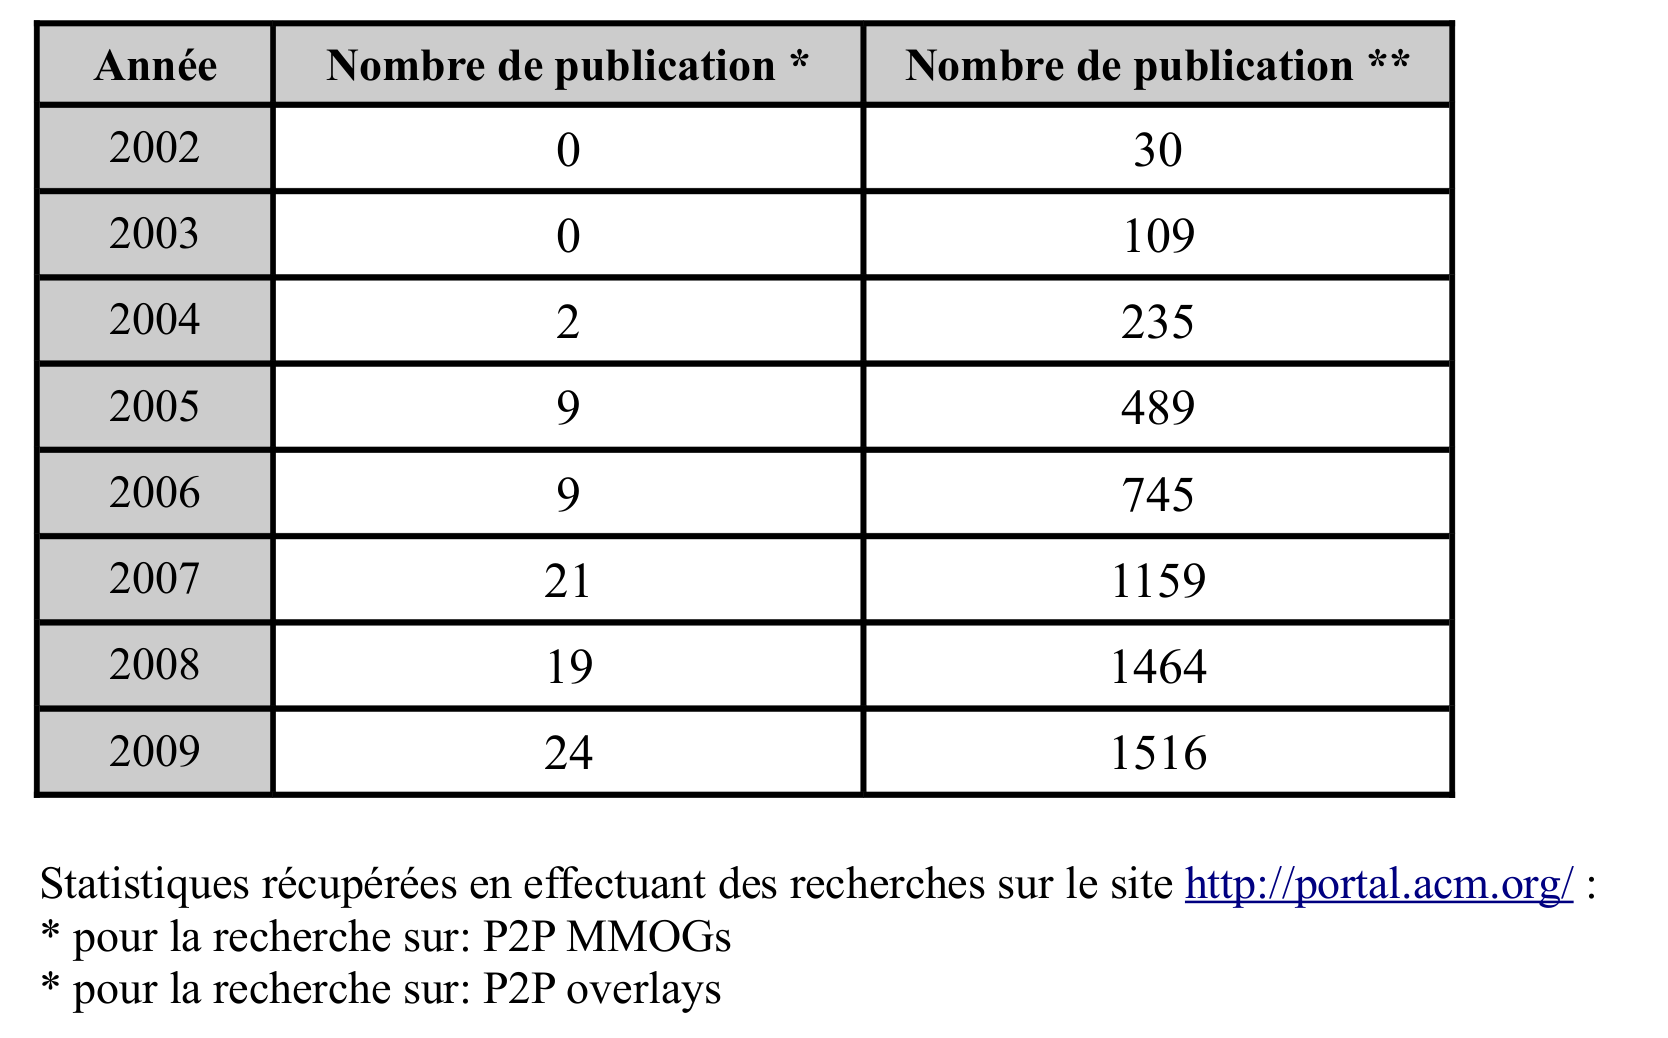 Année Nombre de publication * Nombre de publication **
2002 0 30
2003 0 109
2004 2 235
2005 9 489
2006 9 745
2007 21 1159
2008 19 1464
2009 24 1516
Statistiques récupérées en effectuant des recherches sur le site http://portal.acm.org/ :
* pour la recherche sur: P2P MMOGs
* pour la recherche sur: P2P overlays